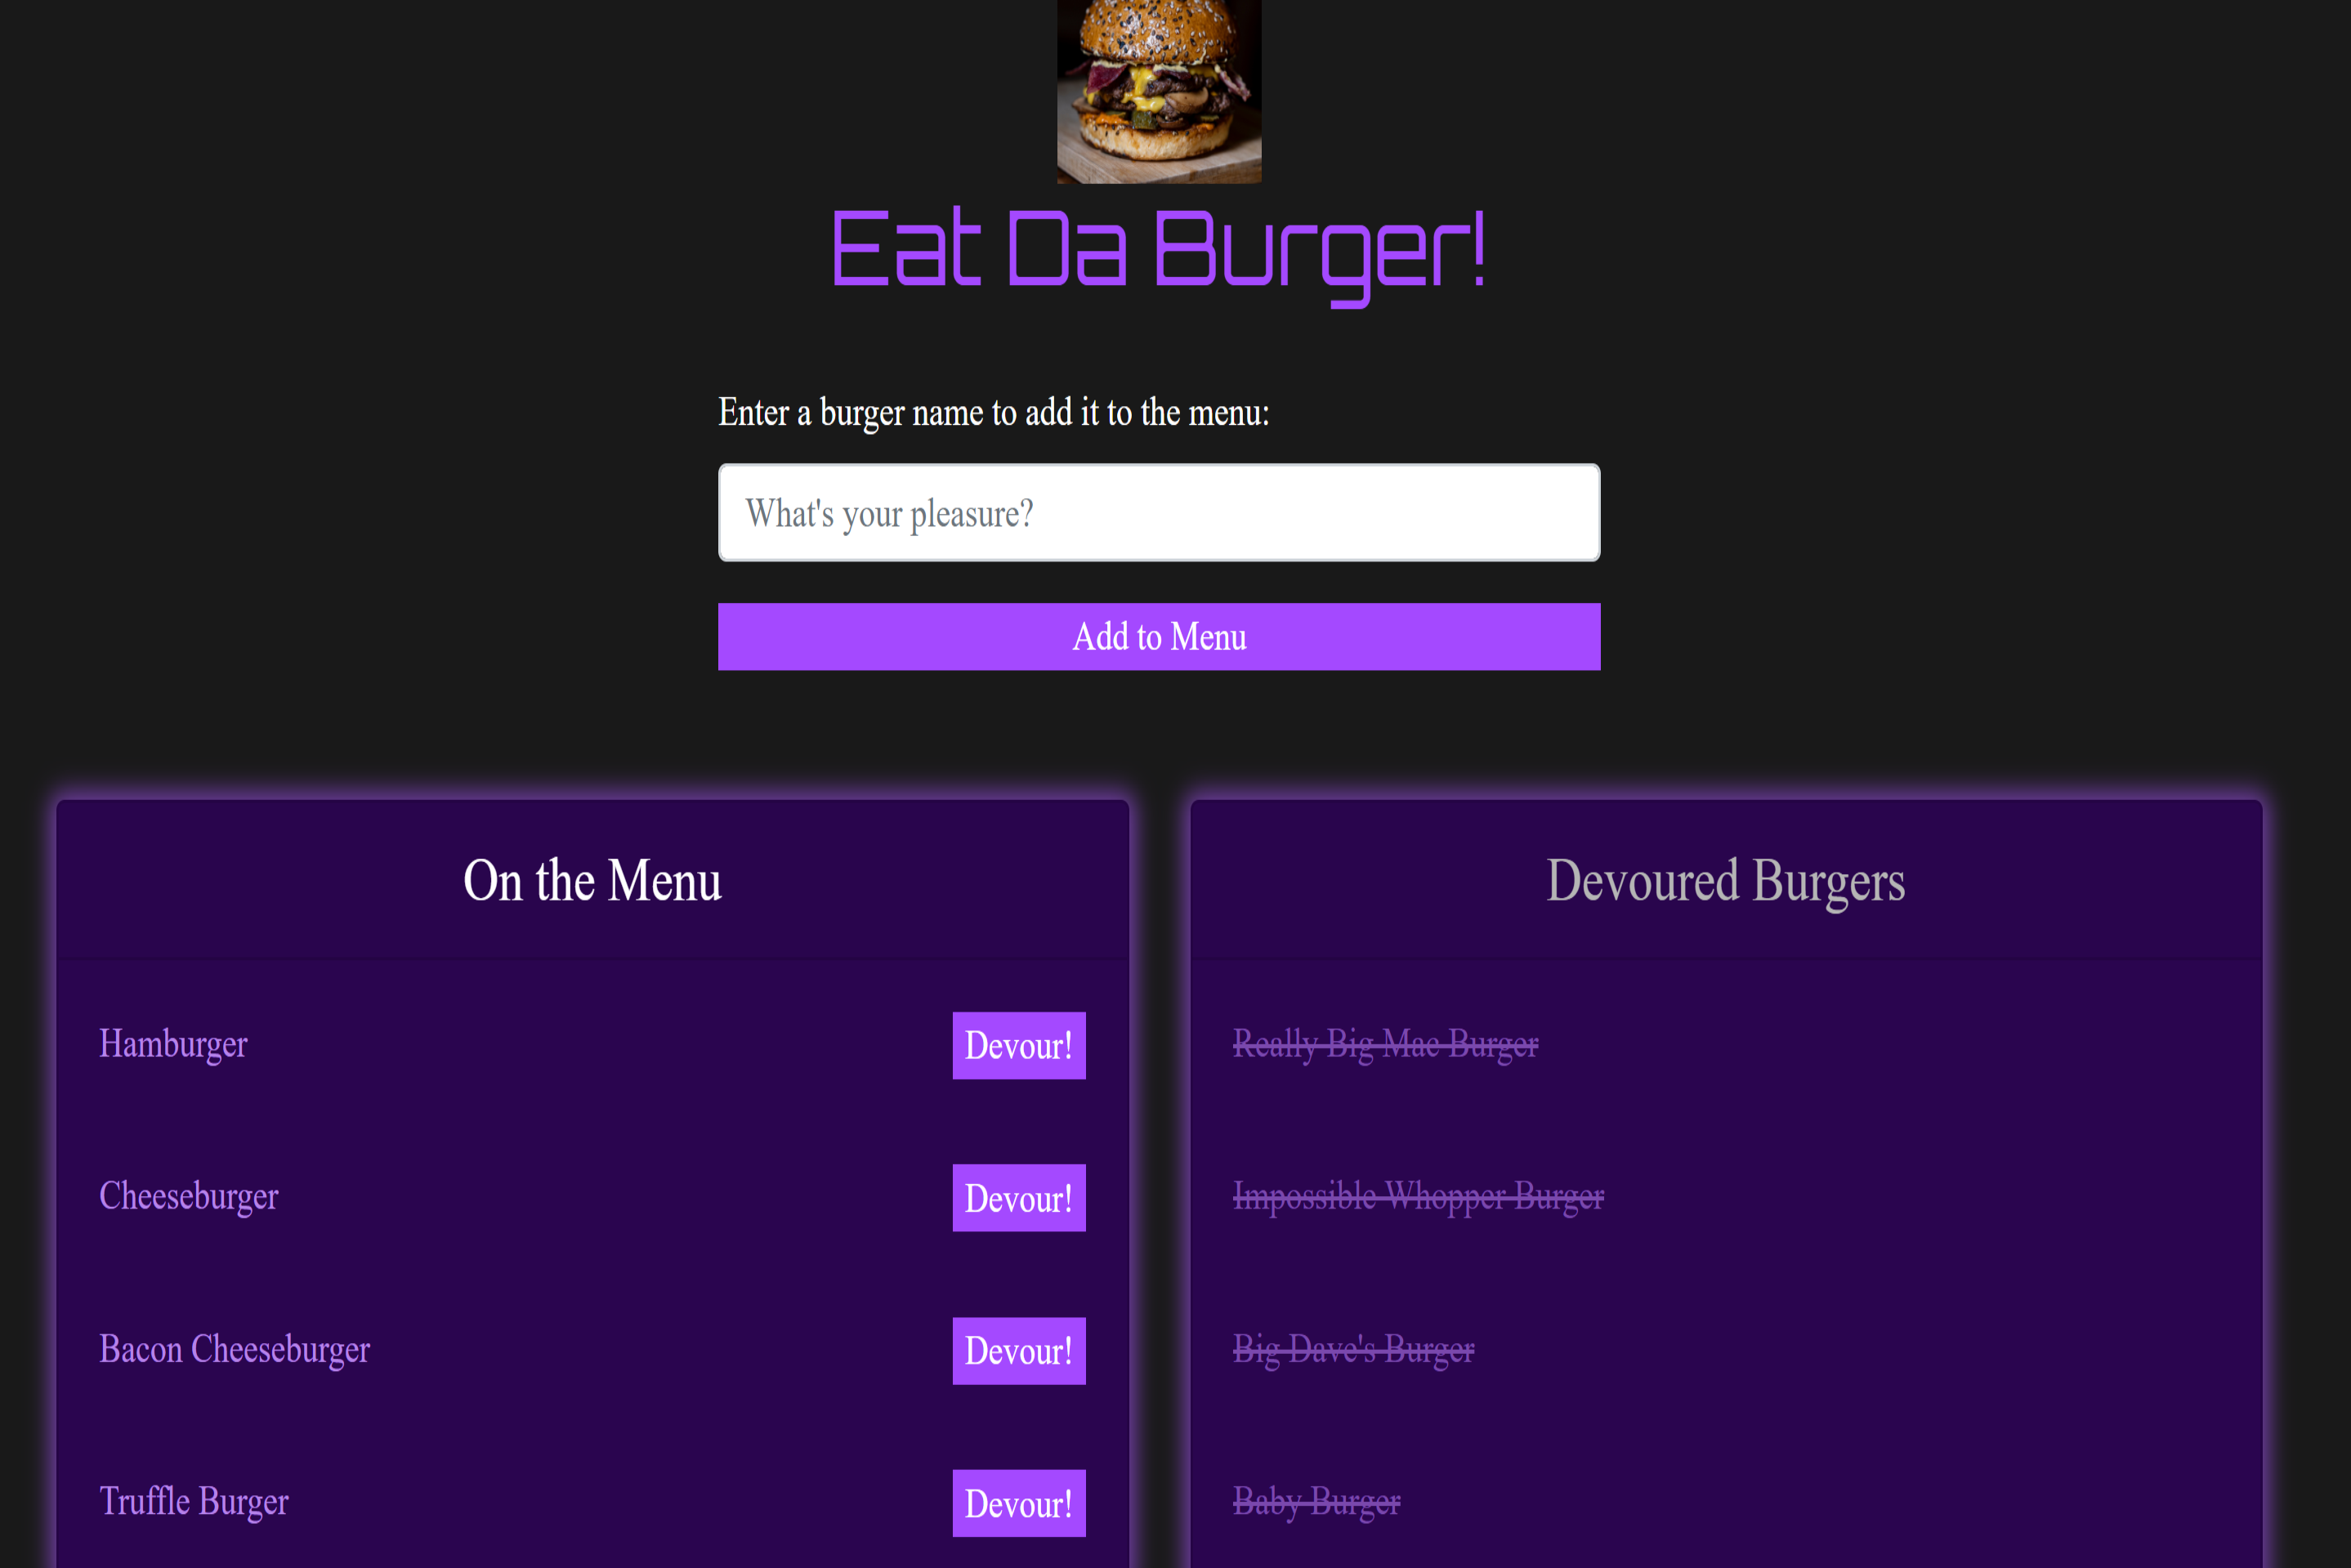 Eat Da Burger!
Enter a burger name to add it to the menu:
What's your pleasure?
Add to Menu
On the Menu
Hamburger
Devour!
Cheeseburger
Devour!
Bacon Cheeseburger
Devour!
Truffle Burger
Devour!
Devoured Burgers
Really Big Mac Burger
Impossible Whopper Burger
Big Dave's Burger
Baby Burger